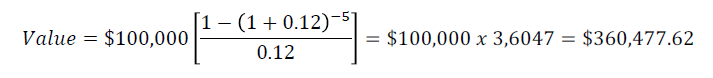 Value = $100,000 [1 − (1 + 0.12)⁻⁵ / 0.12] = $100,000 x 3,6047 = $360,477.62